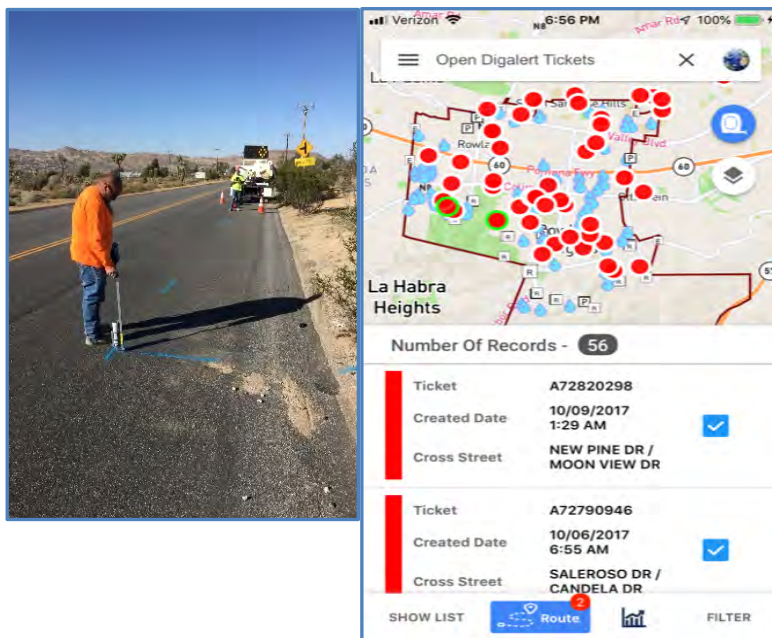 Verizon
6:56 PM
100%
Open Digalert Tickets
60
60
La Habra
Heights
Number Of Records - 56
Ticket A72820298
Created Date 10/09/2017
1:29 AM
Cross Street NEW PINE DR /
MOON VIEW DR
Ticket A72790946
Created Date 10/06/2017
6:55 AM
Cross Street SALEROSO DR /
CANDELA DR
SHOW LIST
Route
2
FILTER